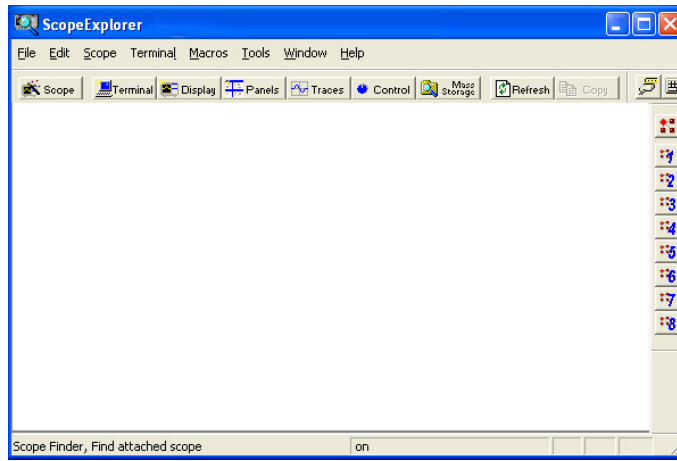 ScopeExplorer
File Edit Scope Terminal Macros Tools Window Help
Scope Terminal Display Panels Traces Control Mass Storage Refresh Copy
1
2
3
4
5
6
7
8
Scope Finder, Find attached scope on